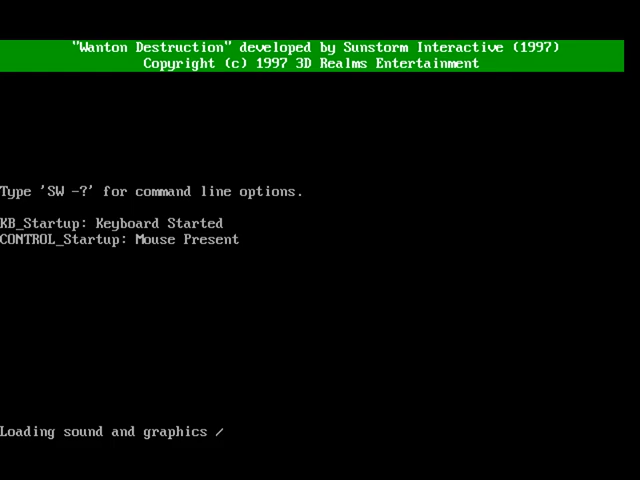 "Wanton Destruction" developed by Sunstorm Interactive (1997)
Copyright (c) 1997 3D Realms Entertainment
Type 'SW -?' for command line options.
KB_Startup: Keyboard Started
CONTROL_Startup: Mouse Present
Loading sound and graphics /